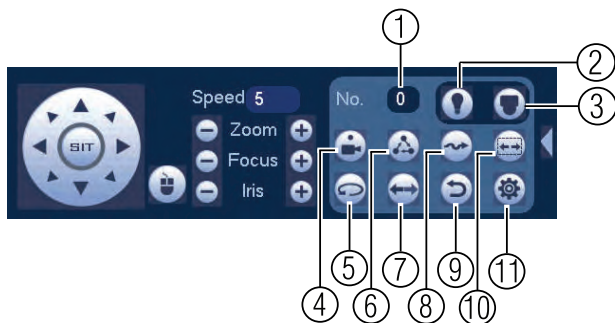 ①
②
③
Speed 5
No. 0
Zoom
Focus
Iris
SIT
④
⑤
⑥
⑦
⑧
⑨
⑩
⑪